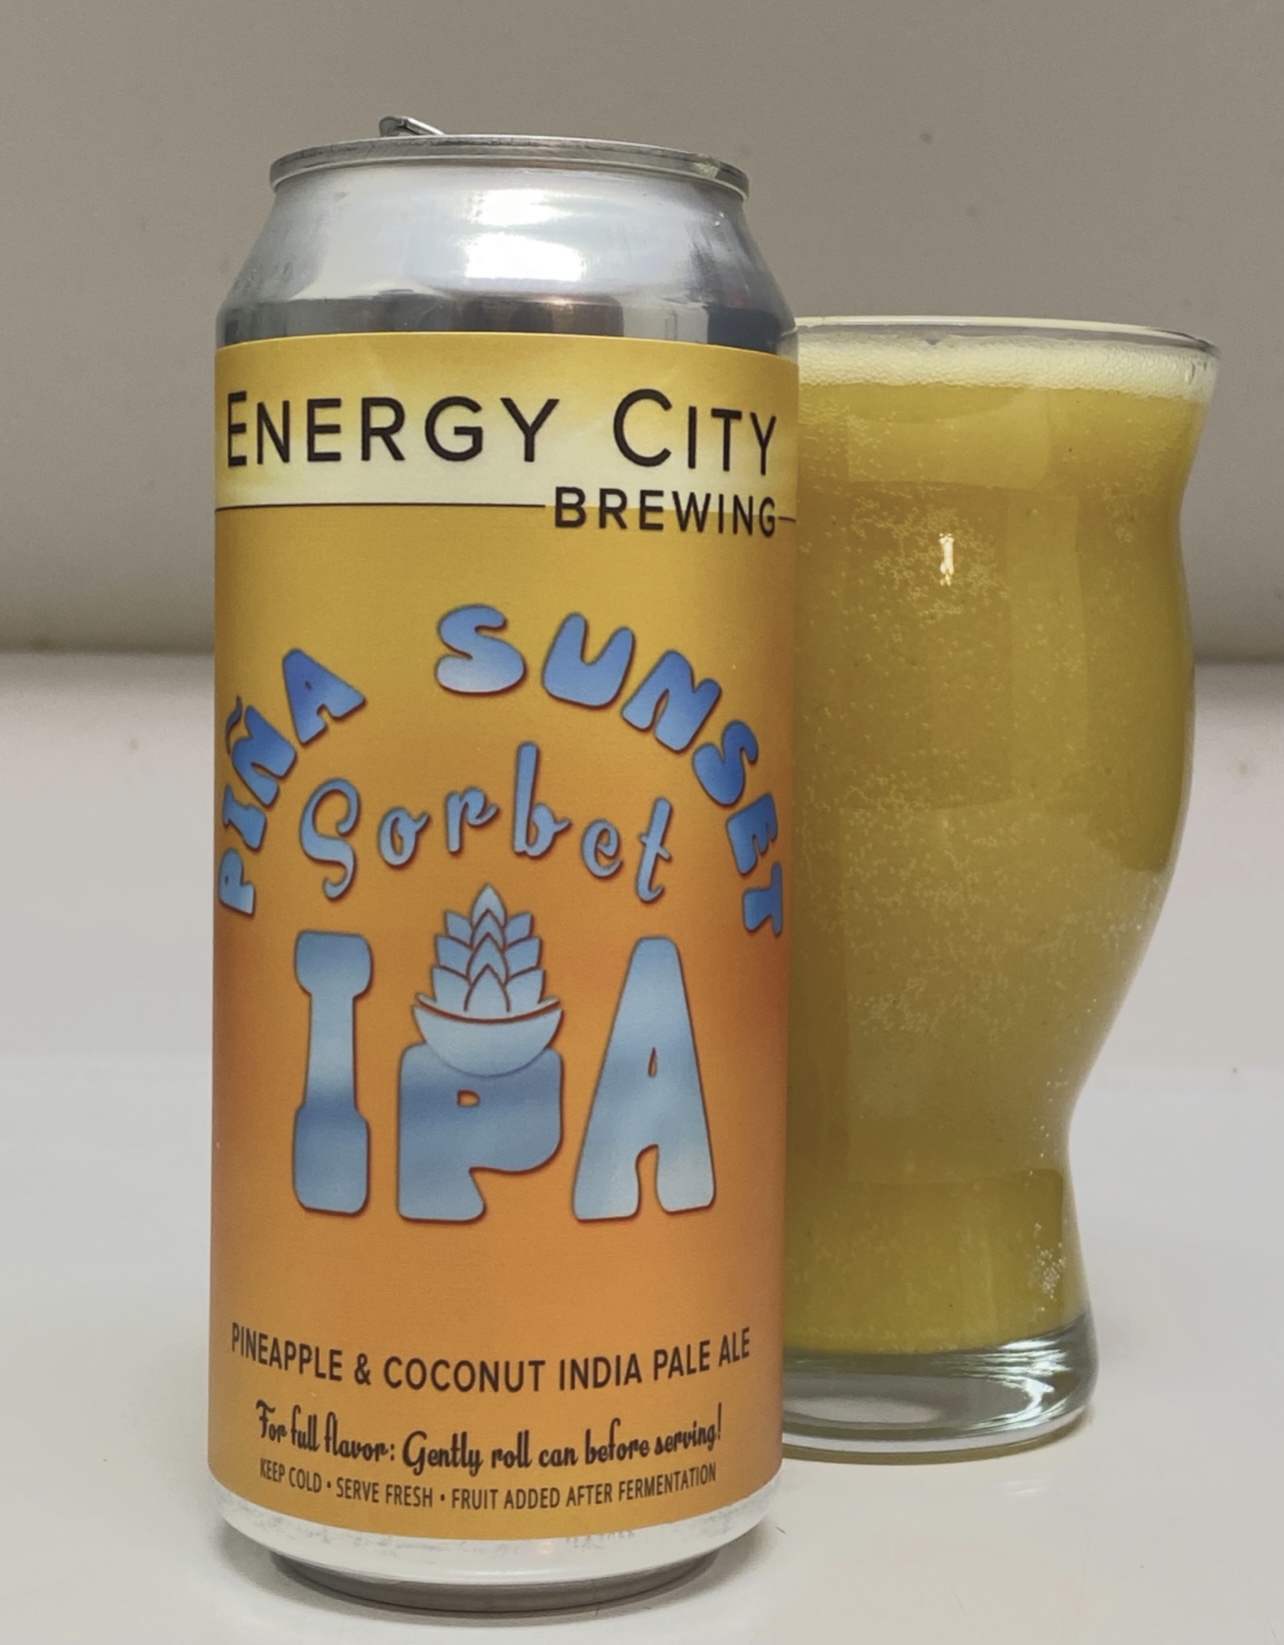 ENERGY CITY
BREWING
PIÑA SUNSET
Sorbet
IPA
PINEAPPLE & COCONUT INDIA PALE ALE
For full flavor: Gently roll can before serving!
KEEP COLD • SERVE FRESH • FRUIT ADDED AFTER FERMENTATION